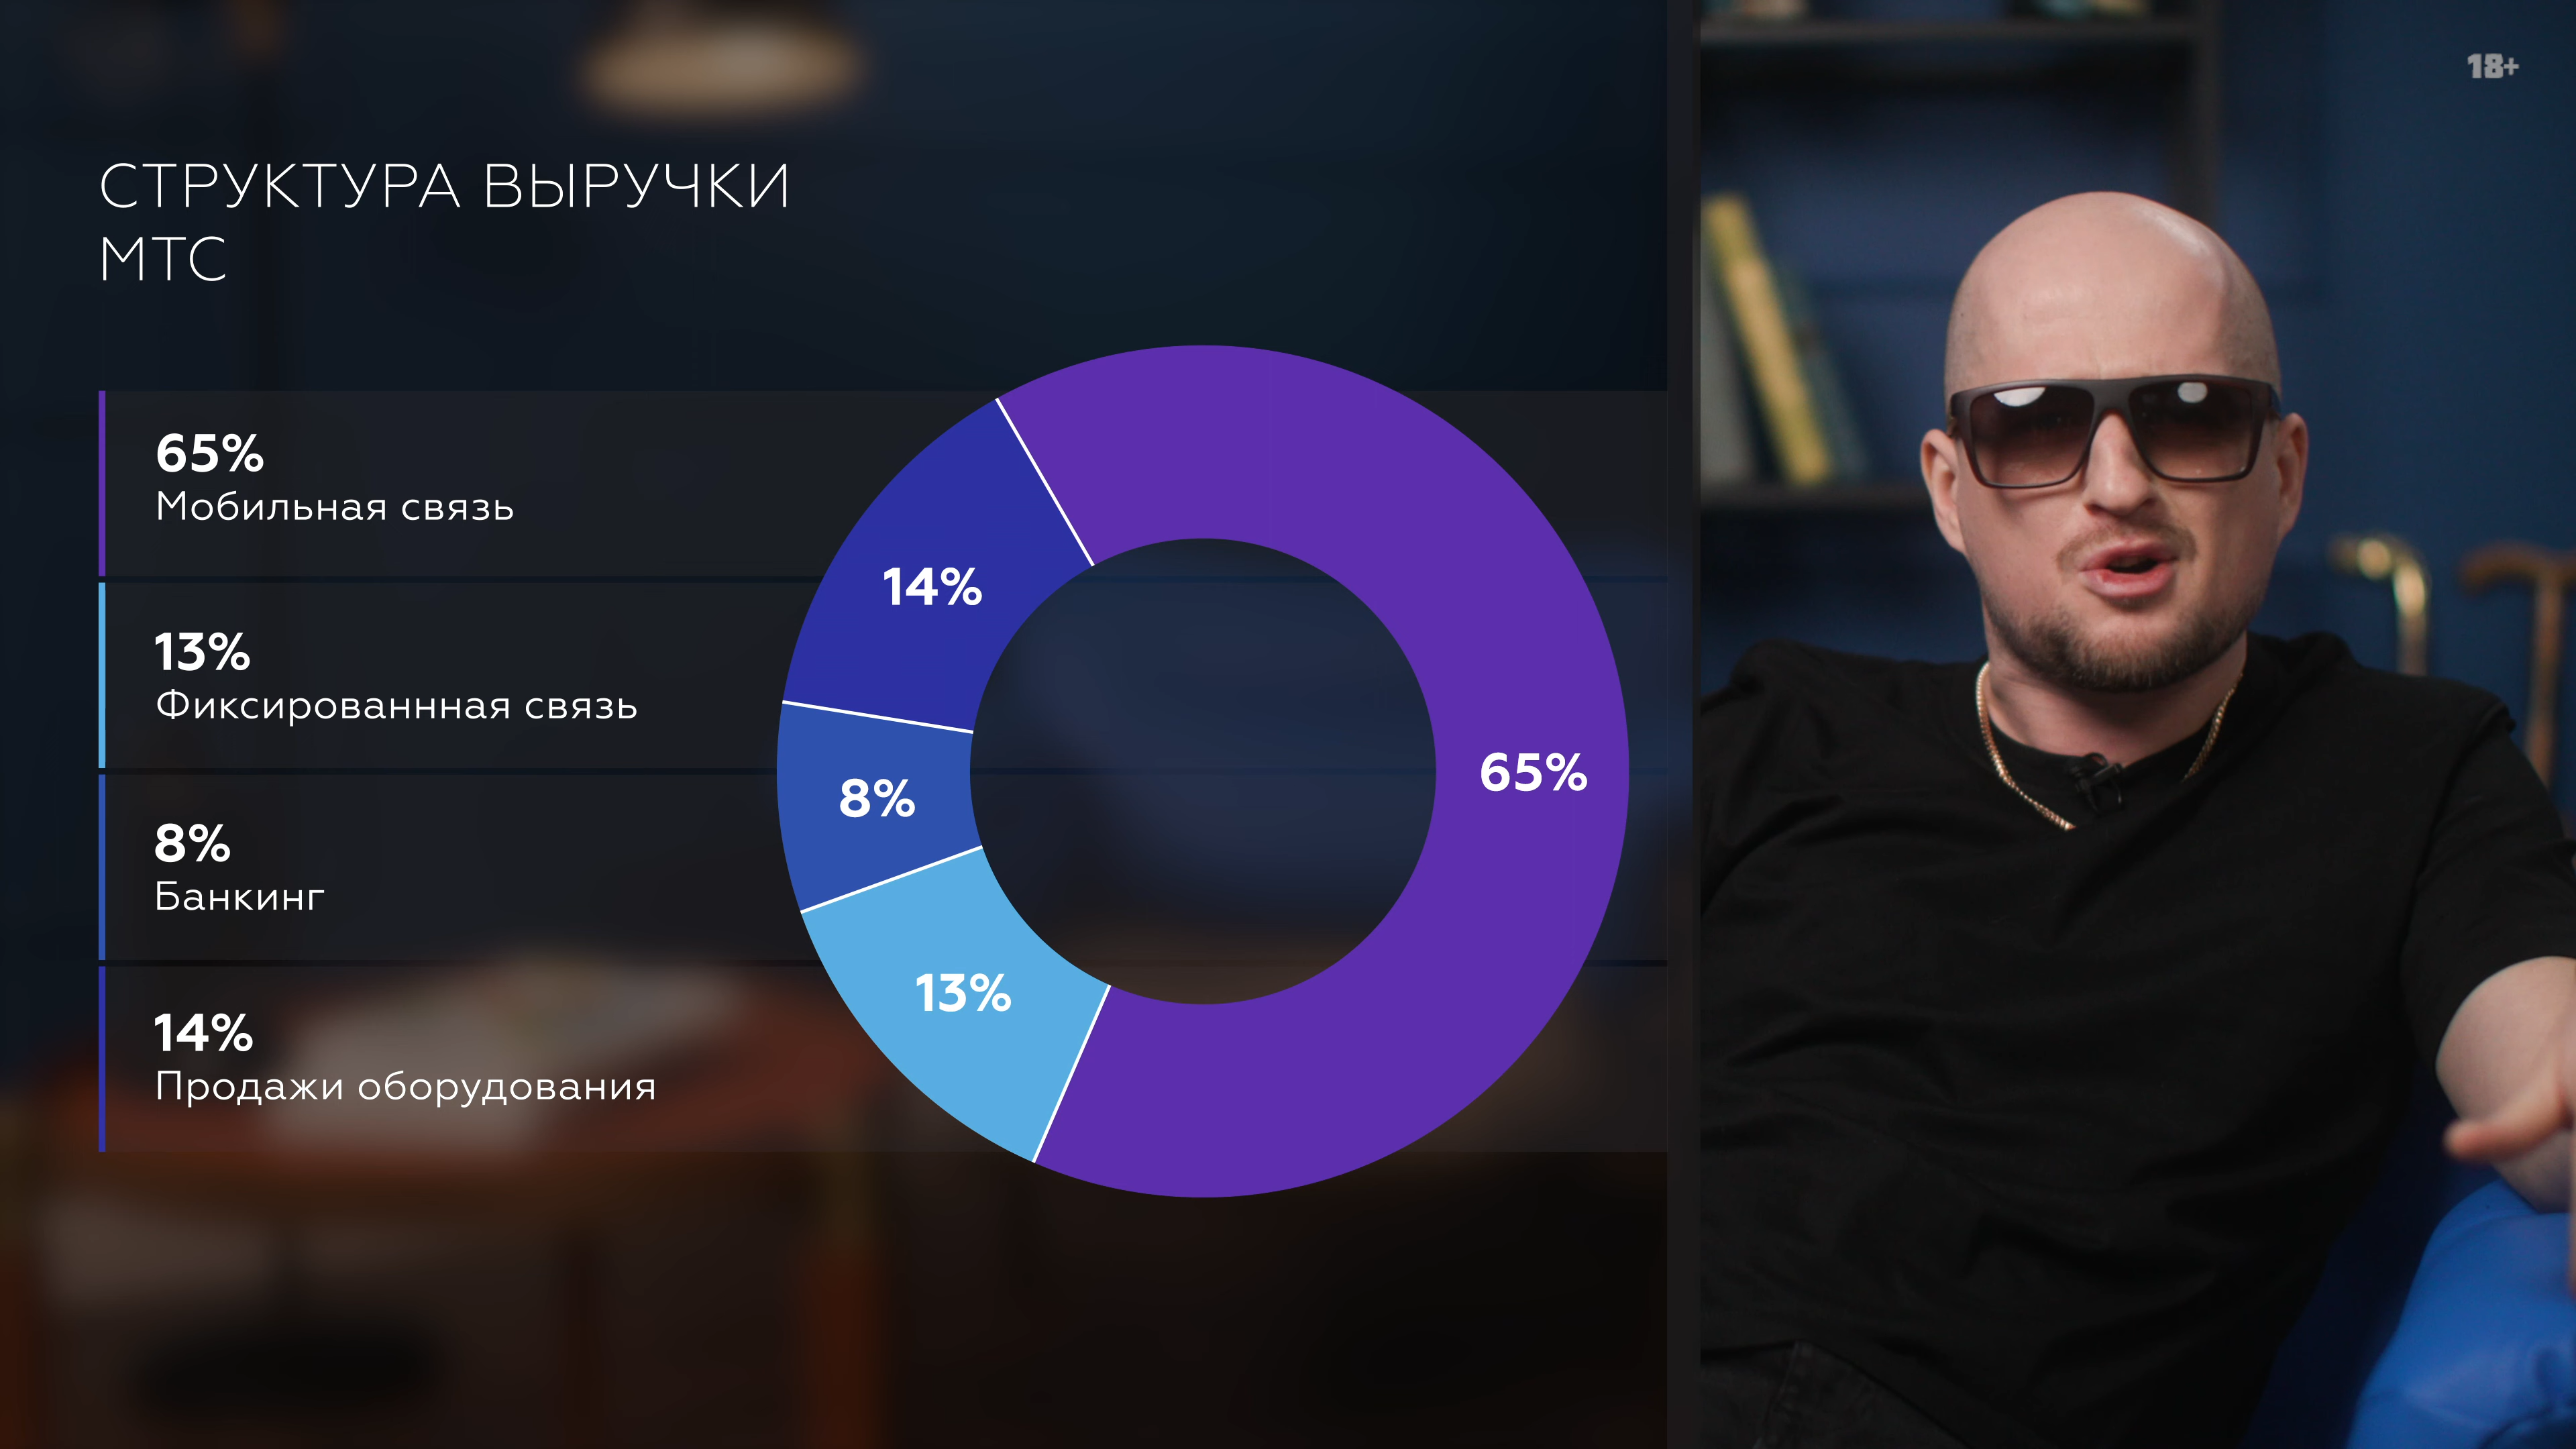 СТРУКТУРА ВЫРУЧКИ
МТС
65%
Мобильная связь
13%
Фиксированнная связь
8%
Банкинг
14%
Продажи оборудования
14%
8%
13%
65%
18+